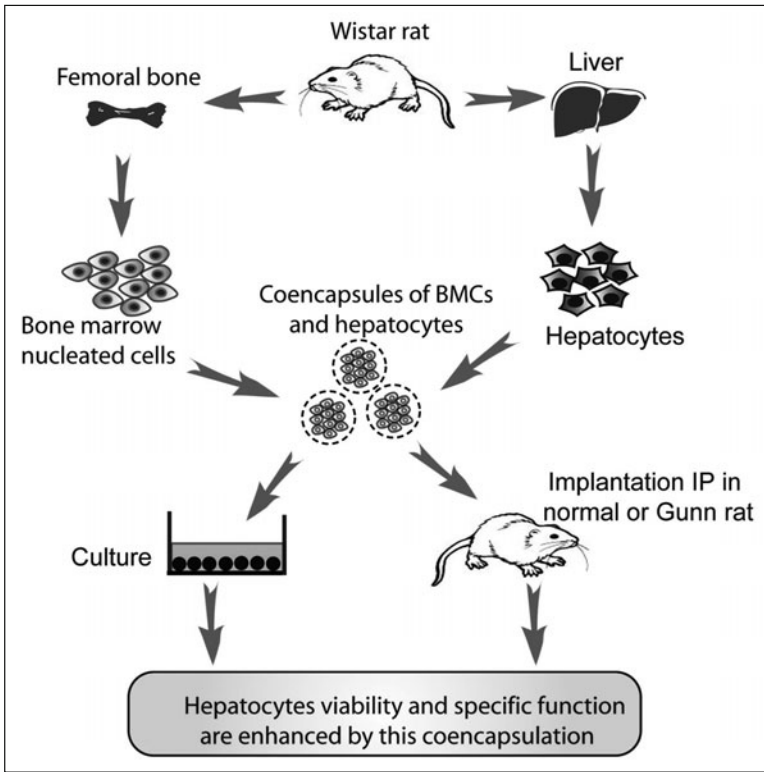 Wistar rat
Femoral bone
Liver
Bone marrow
nucleated cells
Coencapsules of BMCs
and hepatocytes
Hepatocytes
Culture
Implantation IP in
normal or Gunn rat
Hepatocytes viability and specific function
are enhanced by this coencapsulation